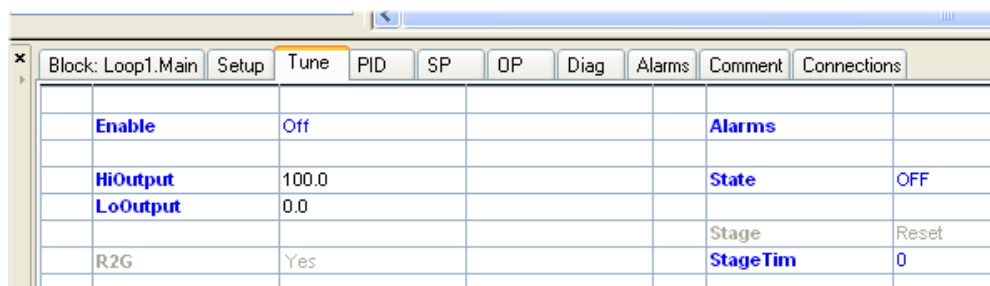 Block: Loop1.Main Setup Tune PID SP OP Diag Alarms Comment Connections
Enable Off Alarms
HiOutput 100.0 State OFF
LoOutput 0.0
Stage Reset
R2G Yes StageTim 0